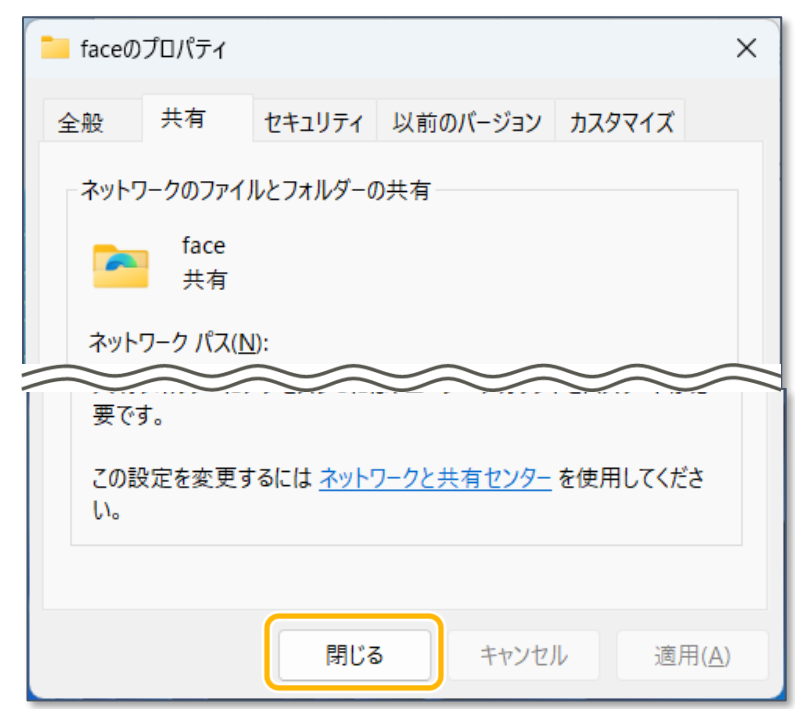 faceのプロパティ
全般 共有 セキュリティ 以前のバージョン カスタマイズ
ネットワークのファイルとフォルダーの共有
face
共有
ネットワーク パス(N):
要です。
この設定を変更するには ネットワークと共有センター を使用してくださ
い。
閉じる キャンセル 適用(A)